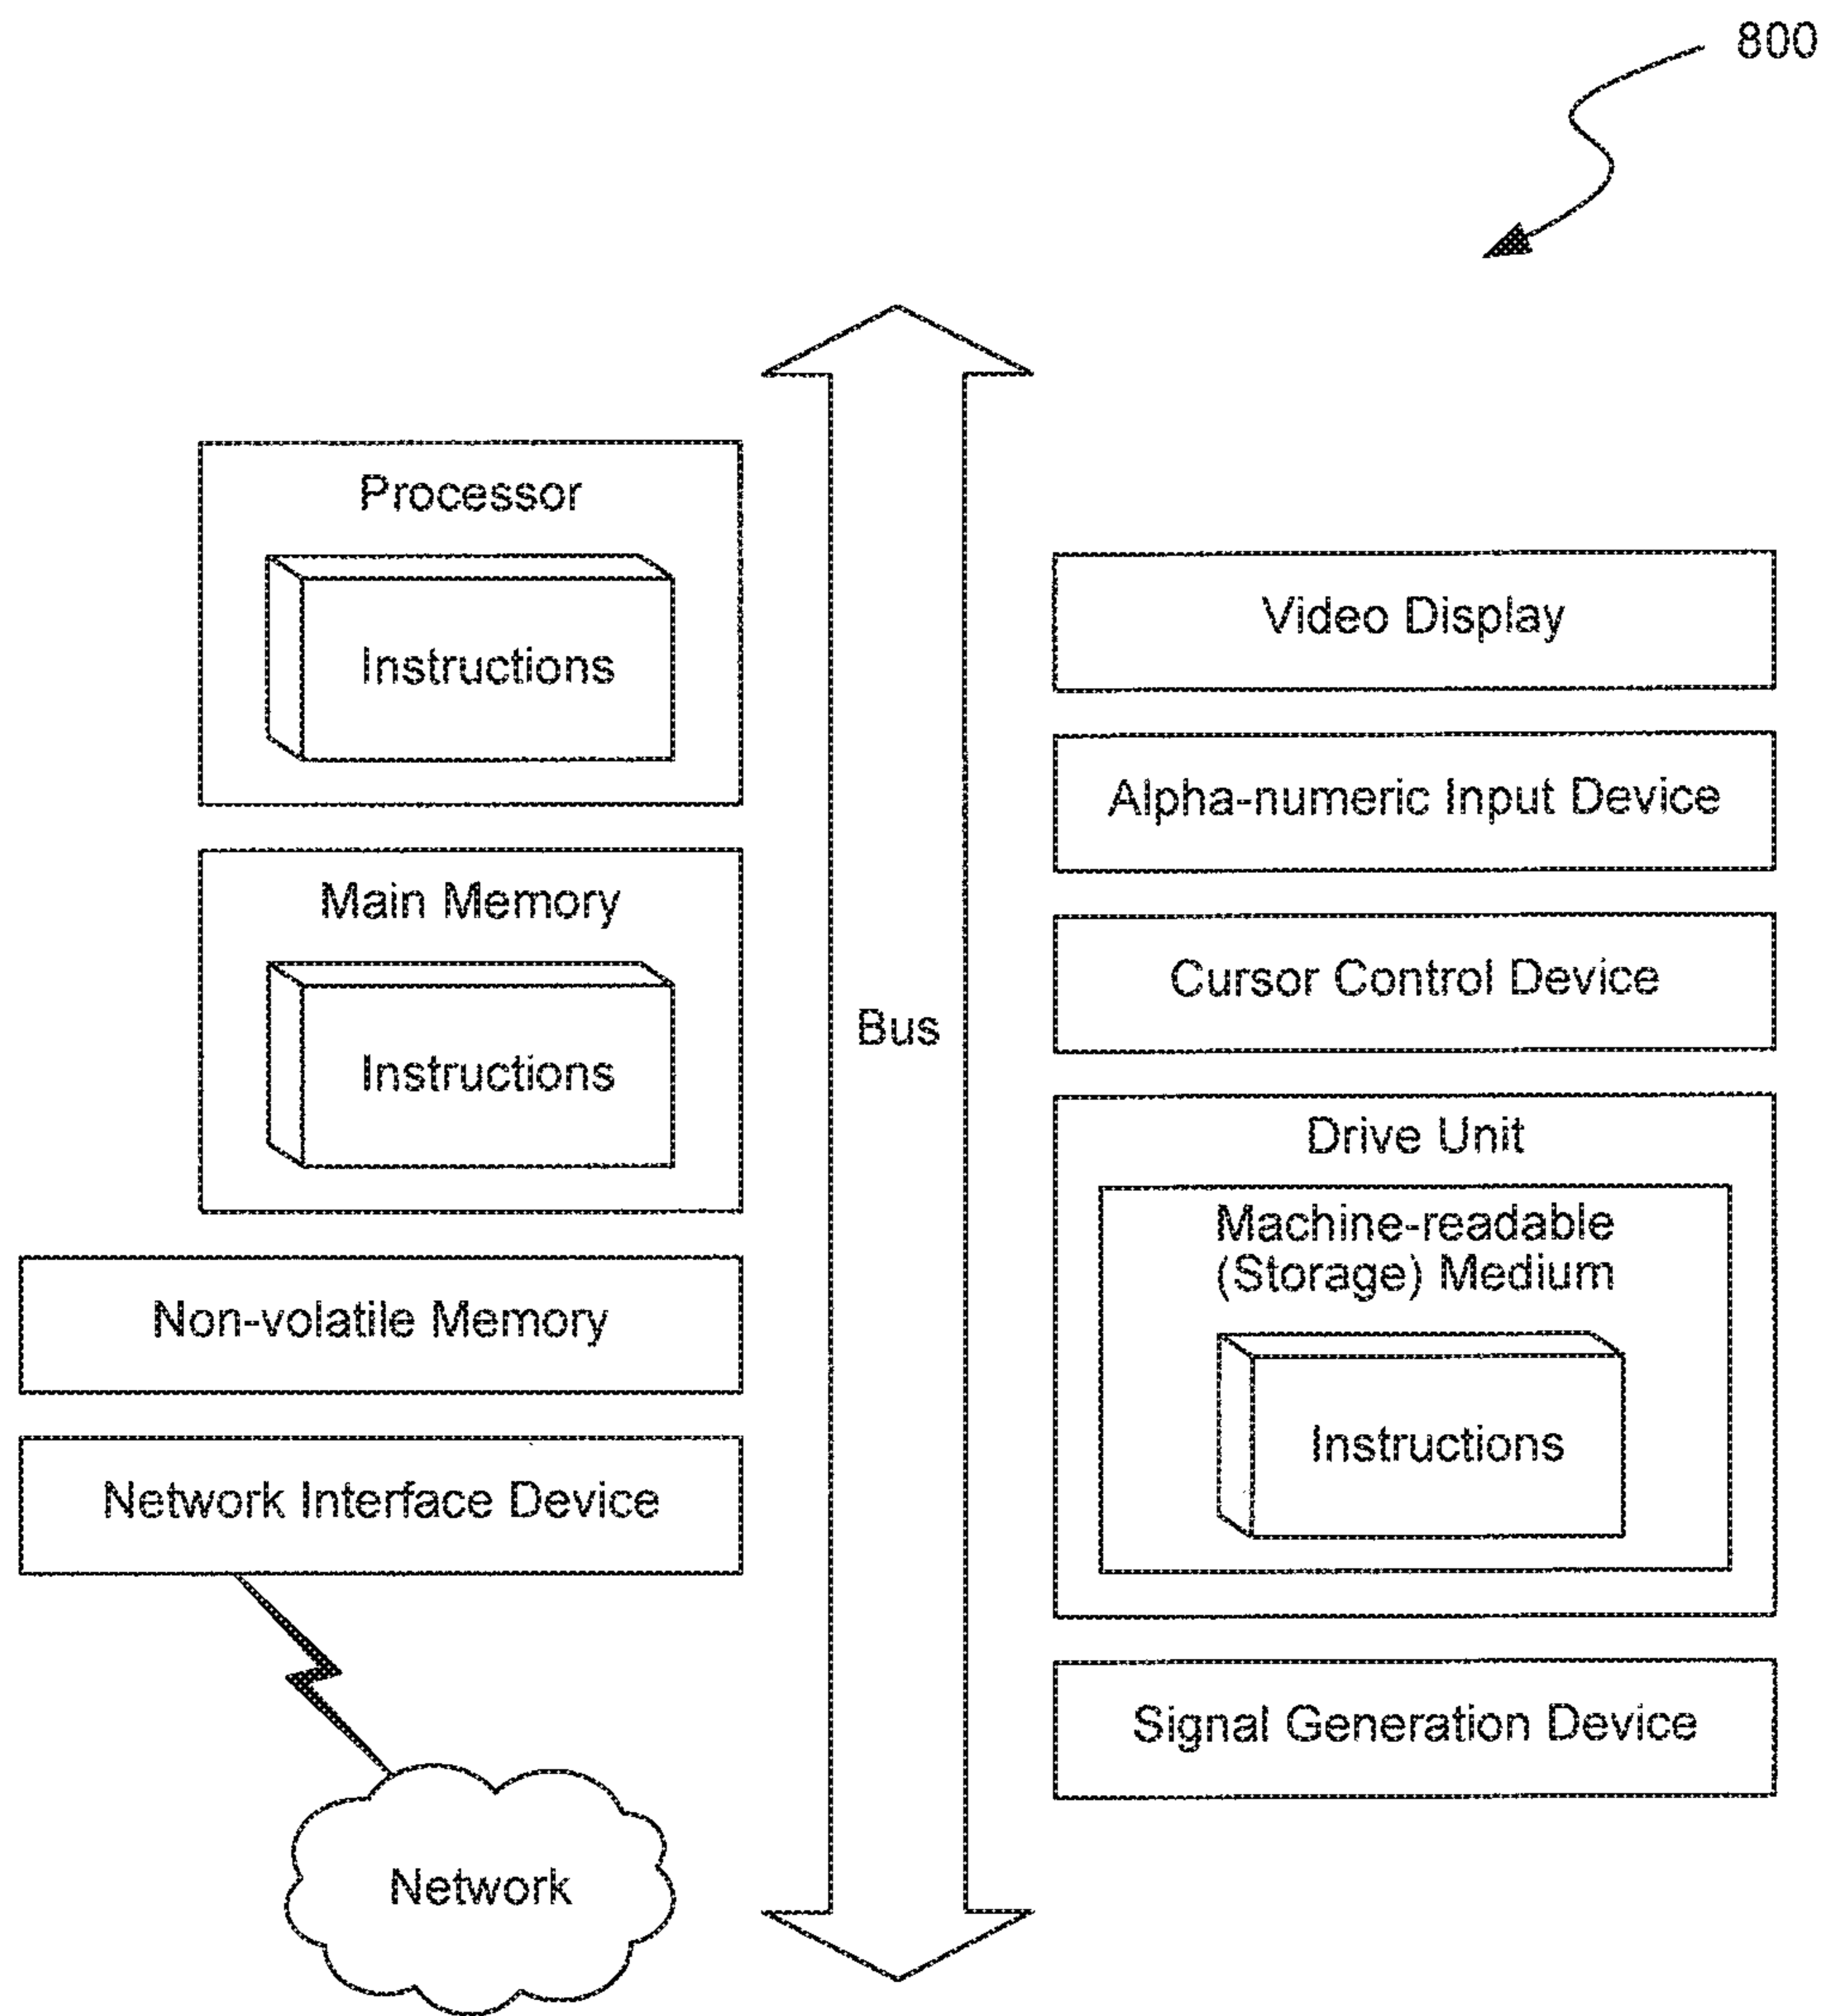 800
Processor
Instructions
Main Memory
Instructions
Non-volatile Memory
Network Interface Device
Network
Bus
Video Display
Alpha-numeric Input Device
Cursor Control Device
Drive Unit
Machine-readable
(Storage) Medium
Instructions
Signal Generation Device